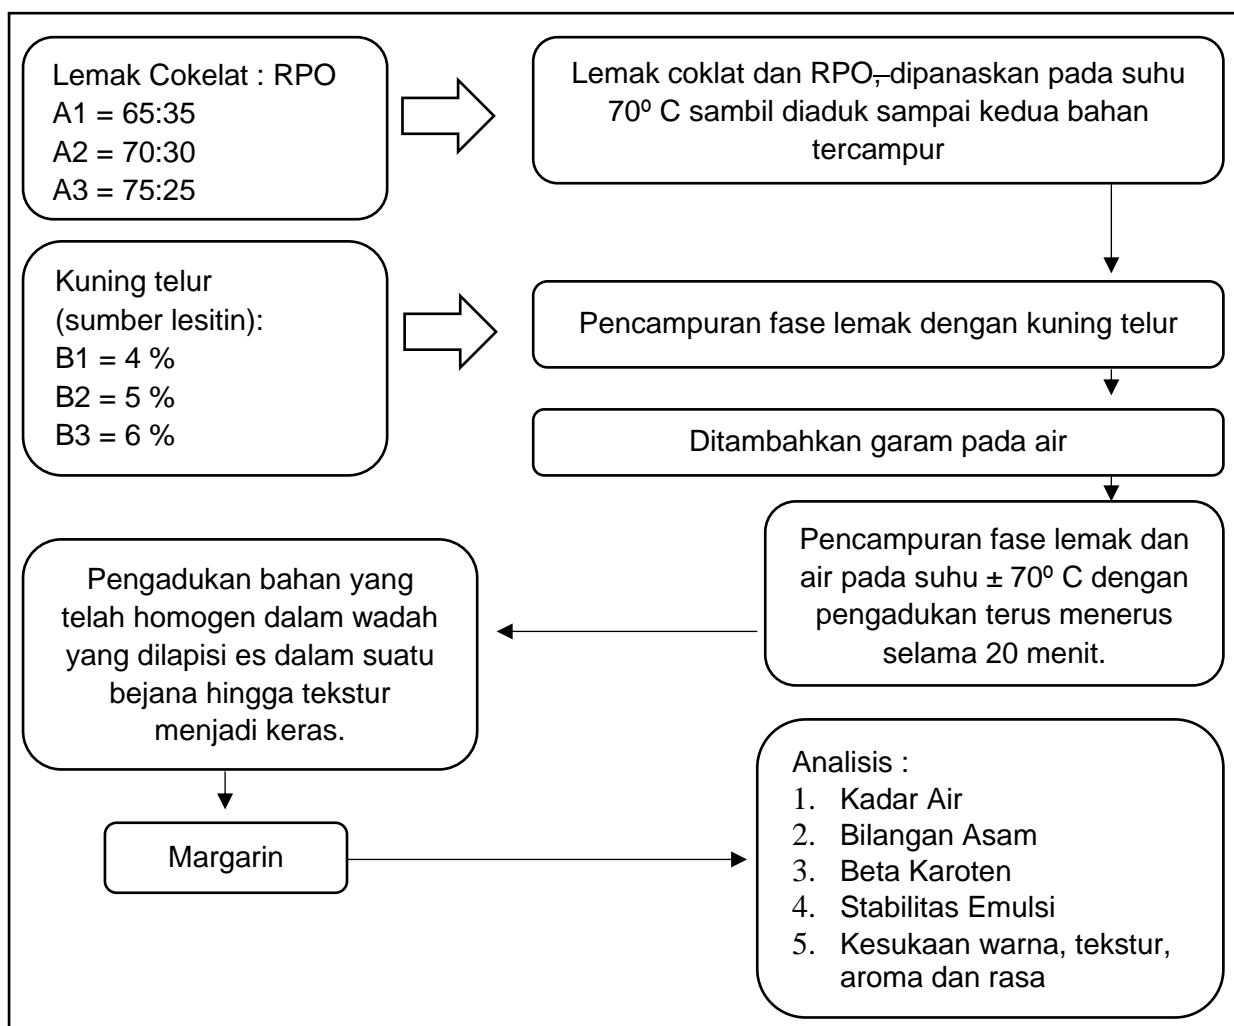 Lemak Cokelat : RPO
A1 = 65:35
A2 = 70:30
A3 = 75:25
Lemak coklat dan RPO, dipanaskan pada suhu
70º C sambil diaduk sampai kedua bahan
tercampur
Kuning telur
(sumber lesitin):
B1 = 4 %
B2 = 5 %
B3 = 6 %
Pencampuran fase lemak dengan kuning telur
Ditambahkan garam pada air
Pencampuran fase lemak dan
air pada suhu ± 70º C dengan
pengadukan terus menerus
selama 20 menit.
Pengadukan bahan yang
telah homogen dalam wadah
yang dilapisi es dalam suatu
bejana hingga tekstur
menjadi keras.
Margarin
Analisis :
1. Kadar Air
2. Bilangan Asam
3. Beta Karoten
4. Stabilitas Emulsi
5. Kesukaan warna, tekstur,
aroma dan rasa